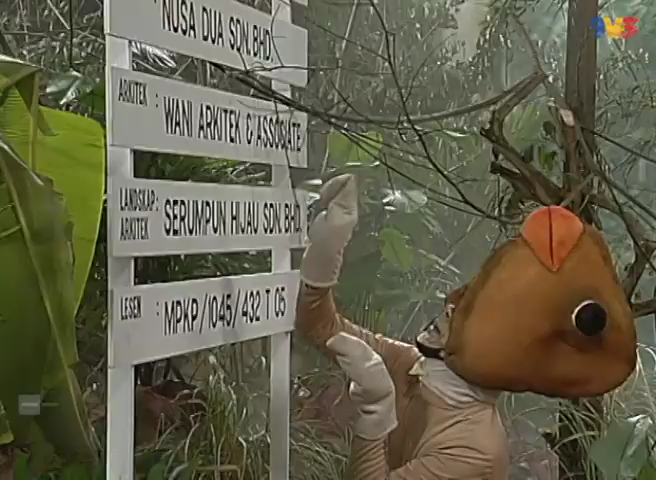 : NUSA DUA SDN.BHD.
ARKITEK : WANI ARKITEK & ASSOCIATE
LANDSKAP : SERUMPUN HIJAU SDN.BHD.
ARKITEK
LESEN : MPKP/1045/432 T 05
TV3